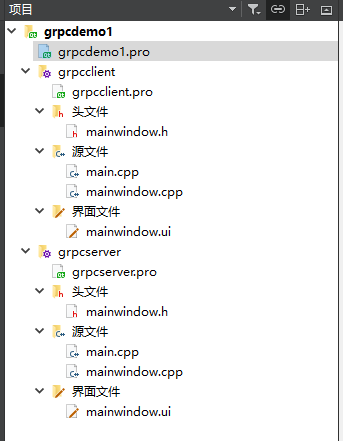 项目
grpcdemo1
grpcdemo1.pro
grpcclient
grpcclient.pro
头文件
mainwindow.h
源文件
main.cpp
mainwindow.cpp
界面文件
mainwindow.ui
grpcserver
grpcserver.pro
头文件
mainwindow.h
源文件
main.cpp
mainwindow.cpp
界面文件
mainwindow.ui